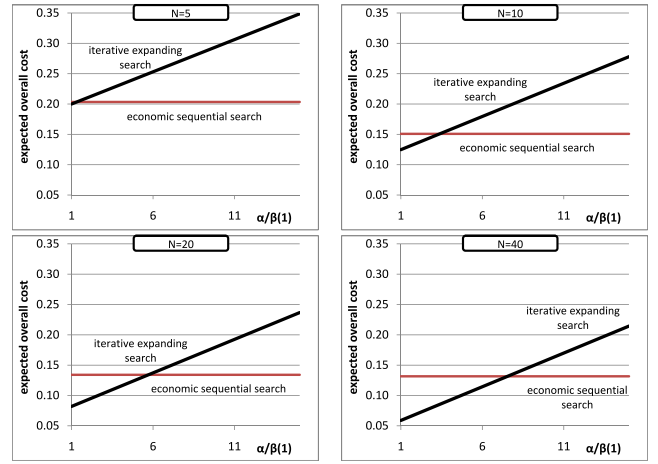 N=5
expected overall cost
0.35
0.30
0.25
0.20
0.15
0.10
0.05
iterative expanding
search
economic sequential search
1
6
11
α/β(1)
N=10
expected overall cost
0.35
0.30
0.25
0.20
0.15
0.10
0.05
iterative expanding
search
economic sequential search
1
6
11
α/β(1)
N=20
expected overall cost
0.35
0.30
0.25
0.20
0.15
0.10
0.05
iterative expanding
search
economic sequential search
1
6
11
α/β(1)
N=40
expected overall cost
0.35
0.30
0.25
0.20
0.15
0.10
0.05
iterative expanding
search
economic sequential
search
1
6
11
α/β(1)